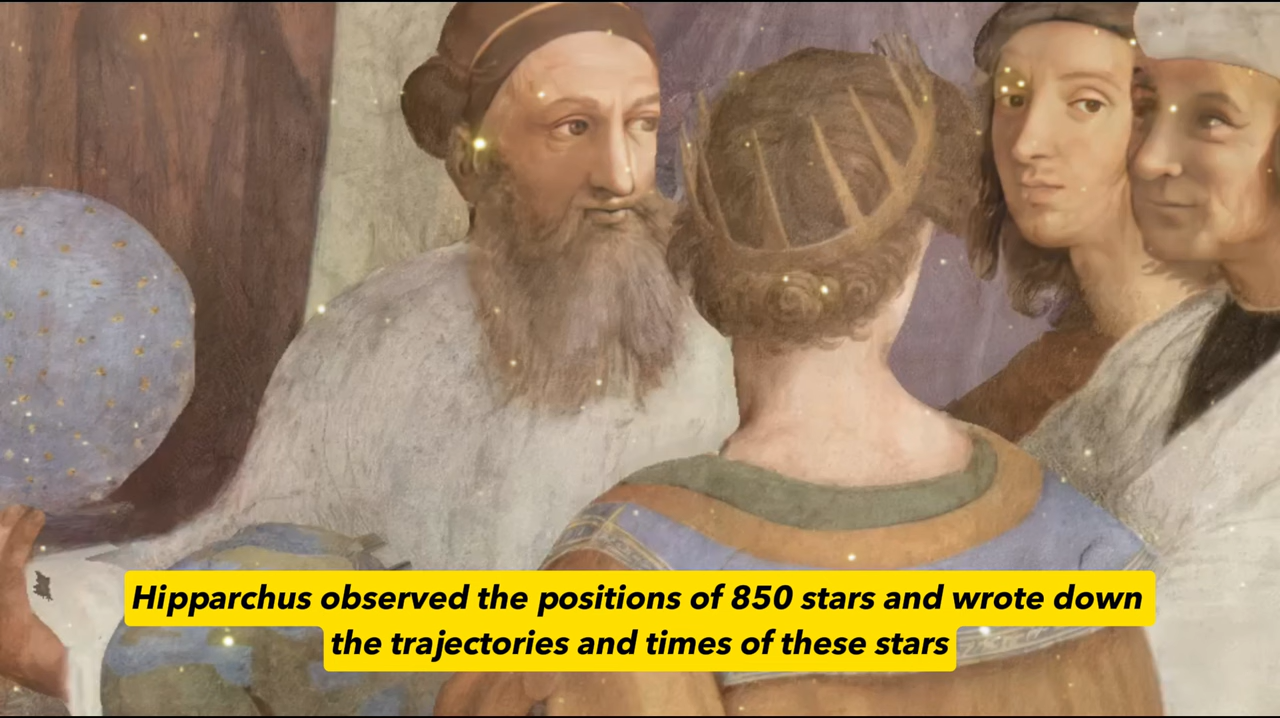 Hipparchus observed the positions of 850 stars and wrote down
the trajectories and times of these stars